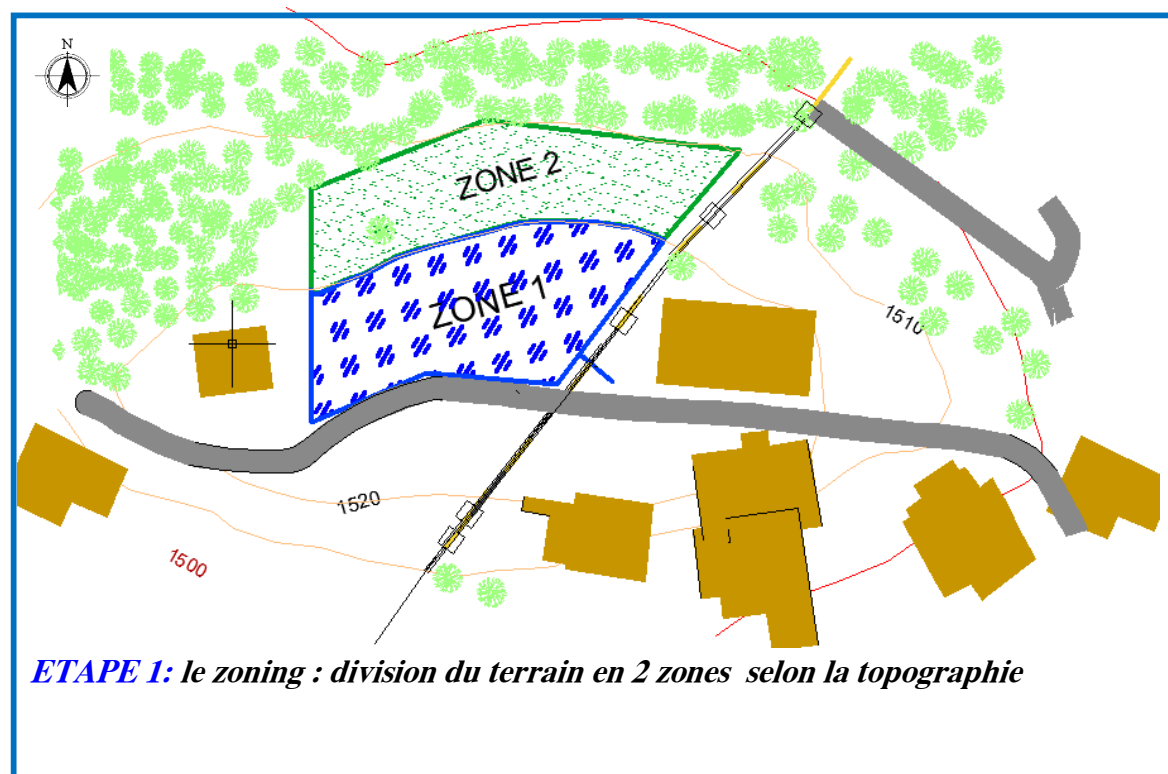 N
ZONE 2
ZONE 1
1510
1520
1500
ETAPE 1: le zoning : division du terrain en 2 zones selon la topographie